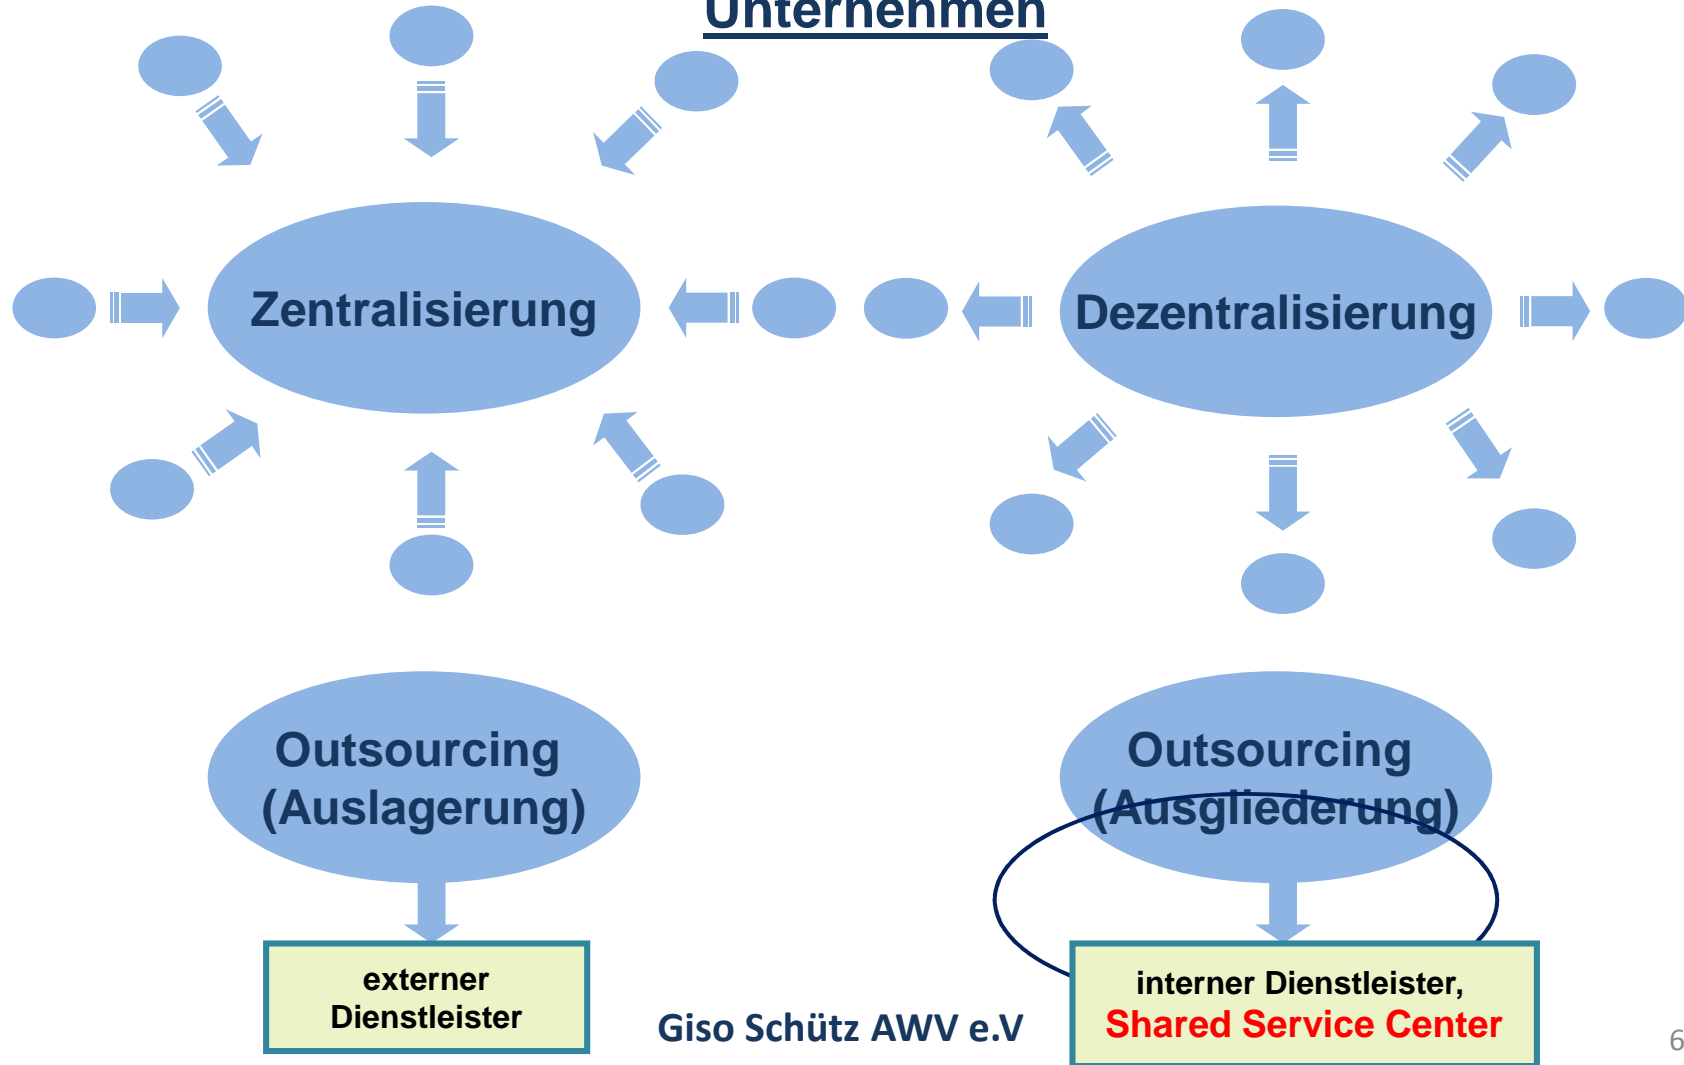 Unternehmen
Zentralisierung
Dezentralisierung
Outsourcing
(Auslagerung)
Outsourcing
(Ausgliederung)
externer
Dienstleister
interner Dienstleister,
Shared Service Center
Giso Schütz AWV e.V
6